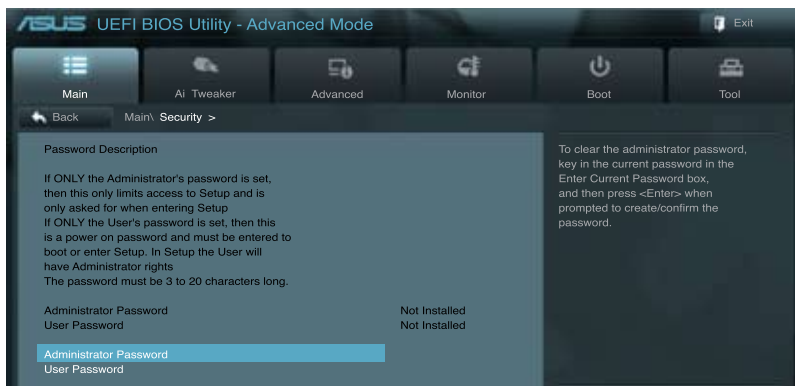 ASUS UEFI BIOS Utility - Advanced Mode
Exit
Main
Ai Tweaker
Advanced
Monitor
Boot
Tool
Back
Main\ Security >
Password Description
If ONLY the Administrator's password is set,
then this only limits access to Setup and is
only asked for when entering Setup
If ONLY the User's password is set, then this
is a power on password and must be entered to
boot or enter Setup. In Setup the User will
have Administrator rights
The password must be 3 to 20 characters long.
Administrator Password Not Installed
User Password Not Installed
Administrator Password
User Password
To clear the administrator password,
key in the current password in the
Enter Current Password box,
and then press <Enter> when
prompted to create/confirm the
password.